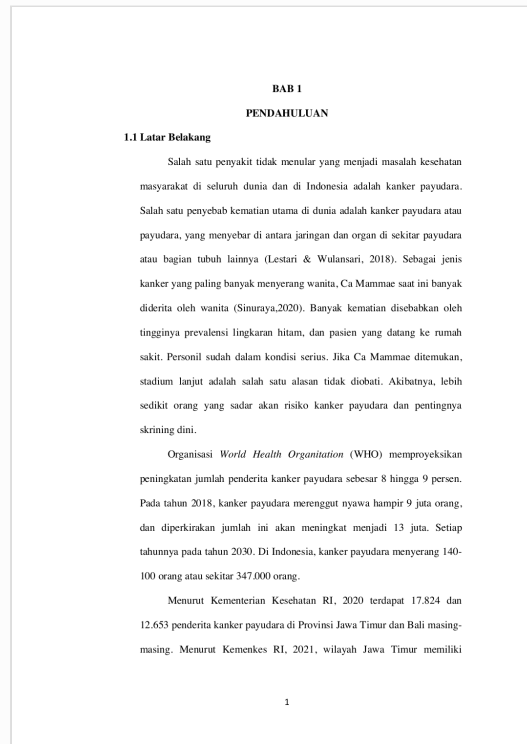 BAB 1
PENDAHULUAN
1.1 Latar Belakang
Salah satu penyakit tidak menular yang menjadi masalah kesehatan
masyarakat di seluruh dunia dan di Indonesia adalah kanker payudara.
Salah satu penyebab kematian utama di dunia adalah kanker payudara atau
payudara, yang menyebar di antara jaringan dan organ di sekitar payudara
atau bagian tubuh lainnya (Lestari & Wulansari, 2018). Sebagai jenis
kanker yang paling banyak menyerang wanita, Ca Mammae saat ini banyak
diderita oleh wanita (Sinuraya,2020). Banyak kematian disebabkan oleh
tingginya prevalensi lingkaran hitam, dan pasien yang datang ke rumah
sakit. Personil sudah dalam kondisi serius. Jika Ca Mammae ditemukan,
stadium lanjut adalah salah satu alasan tidak diobati. Akibatnya, lebih
sedikit orang yang sadar akan risiko kanker payudara dan pentingnya
skrining dini.
Organisasi World Health Organitation (WHO) memproyeksikan
peningkatan jumlah penderita kanker payudara sebesar 8 hingga 9 persen.
Pada tahun 2018, kanker payudara merenggut nyawa hampir 9 juta orang,
dan diperkirakan jumlah ini akan meningkat menjadi 13 juta. Setiap
tahunnya pada tahun 2030. Di Indonesia, kanker payudara menyerang 140-
100 orang atau sekitar 347.000 orang.
Menurut Kementerian Kesehatan RI, 2020 terdapat 17.824 dan
12.653 penderita kanker payudara di Provinsi Jawa Timur dan Bali masing-
masing. Menurut Kemenkes RI, 2021, wilayah Jawa Timur memiliki
1